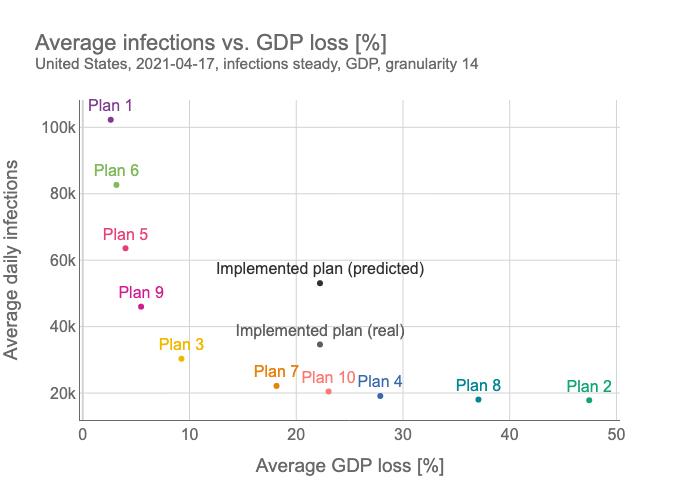 Average infections vs. GDP loss [%]
United States, 2021-04-17, infections steady, GDP, granularity 14
Plan 1
100k
Plan 6
80k
Plan 5
60k
Implemented plan (predicted)
Plan 9
40k
Implemented plan (real)
Plan 3
Plan 7
Plan 10
Plan 4
Plan 8
Plan 2
20k
0
10
20
30
40
50
Average GDP loss [%]
Average daily infections